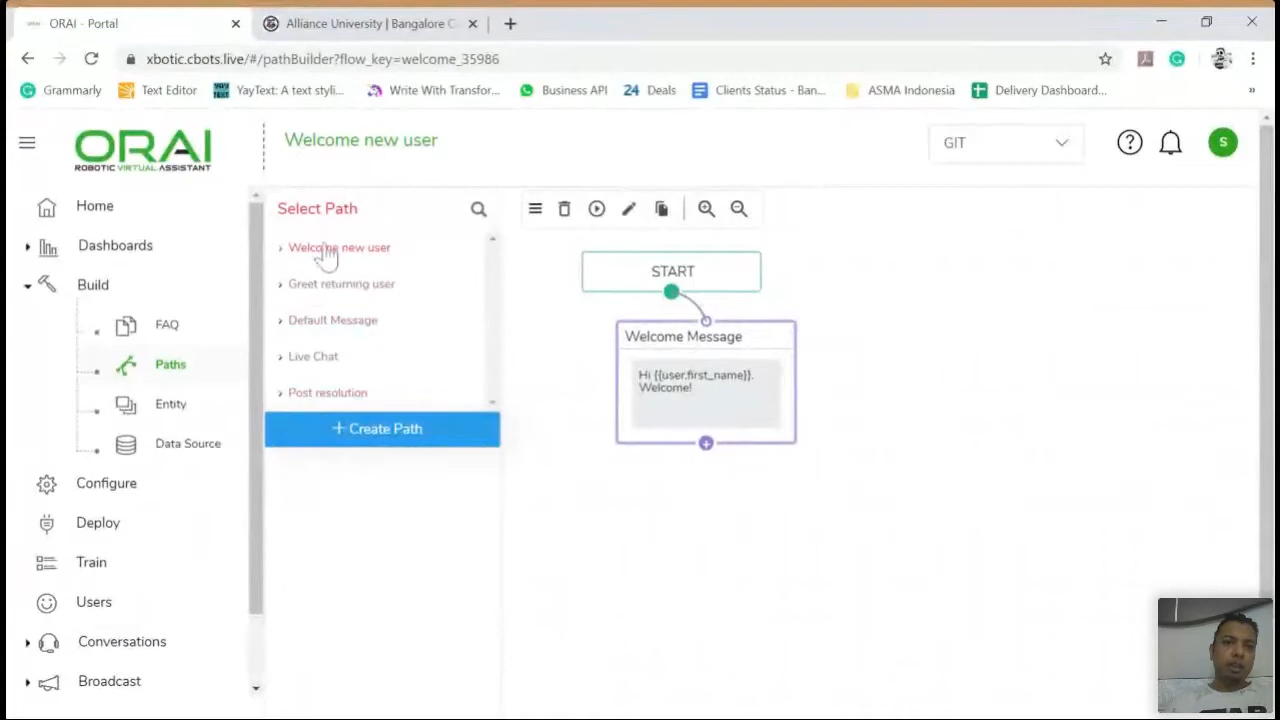 ORAI - Portal
Alliance University | Bangalore C
xbotic.cbots.live/#/pathBuilder?flow_key=welcome_35986
Grammarly
Text Editor
YayText: A text styli...
Write With Transfor...
Business API
24 Deals
Clients Status - Ban...
ASMA Indonesia
Delivery Dashboard...
»
ORAI
ROBOTIC VIRTUAL ASSISTANT
Welcome new user
GIT
S
Home
Dashboards
Build
FAQ
Paths
Entity
Data Source
Configure
Deploy
Train
Users
Conversations
Broadcast
Select Path
Welcome new user
Greet returning user
Default Message
Live Chat
Post resolution
+ Create Path
START
Welcome Message
Hi {{user.first_name}}.
Welcome!